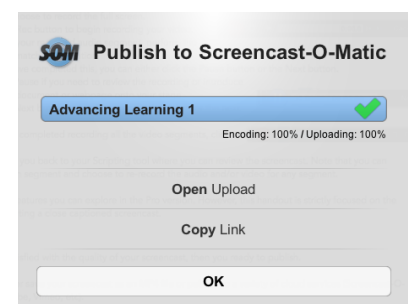 SOM Publish to Screencast-O-Matic
Advancing Learning 1
Encoding: 100% / Uploading: 100%
Open Upload
Copy Link
OK